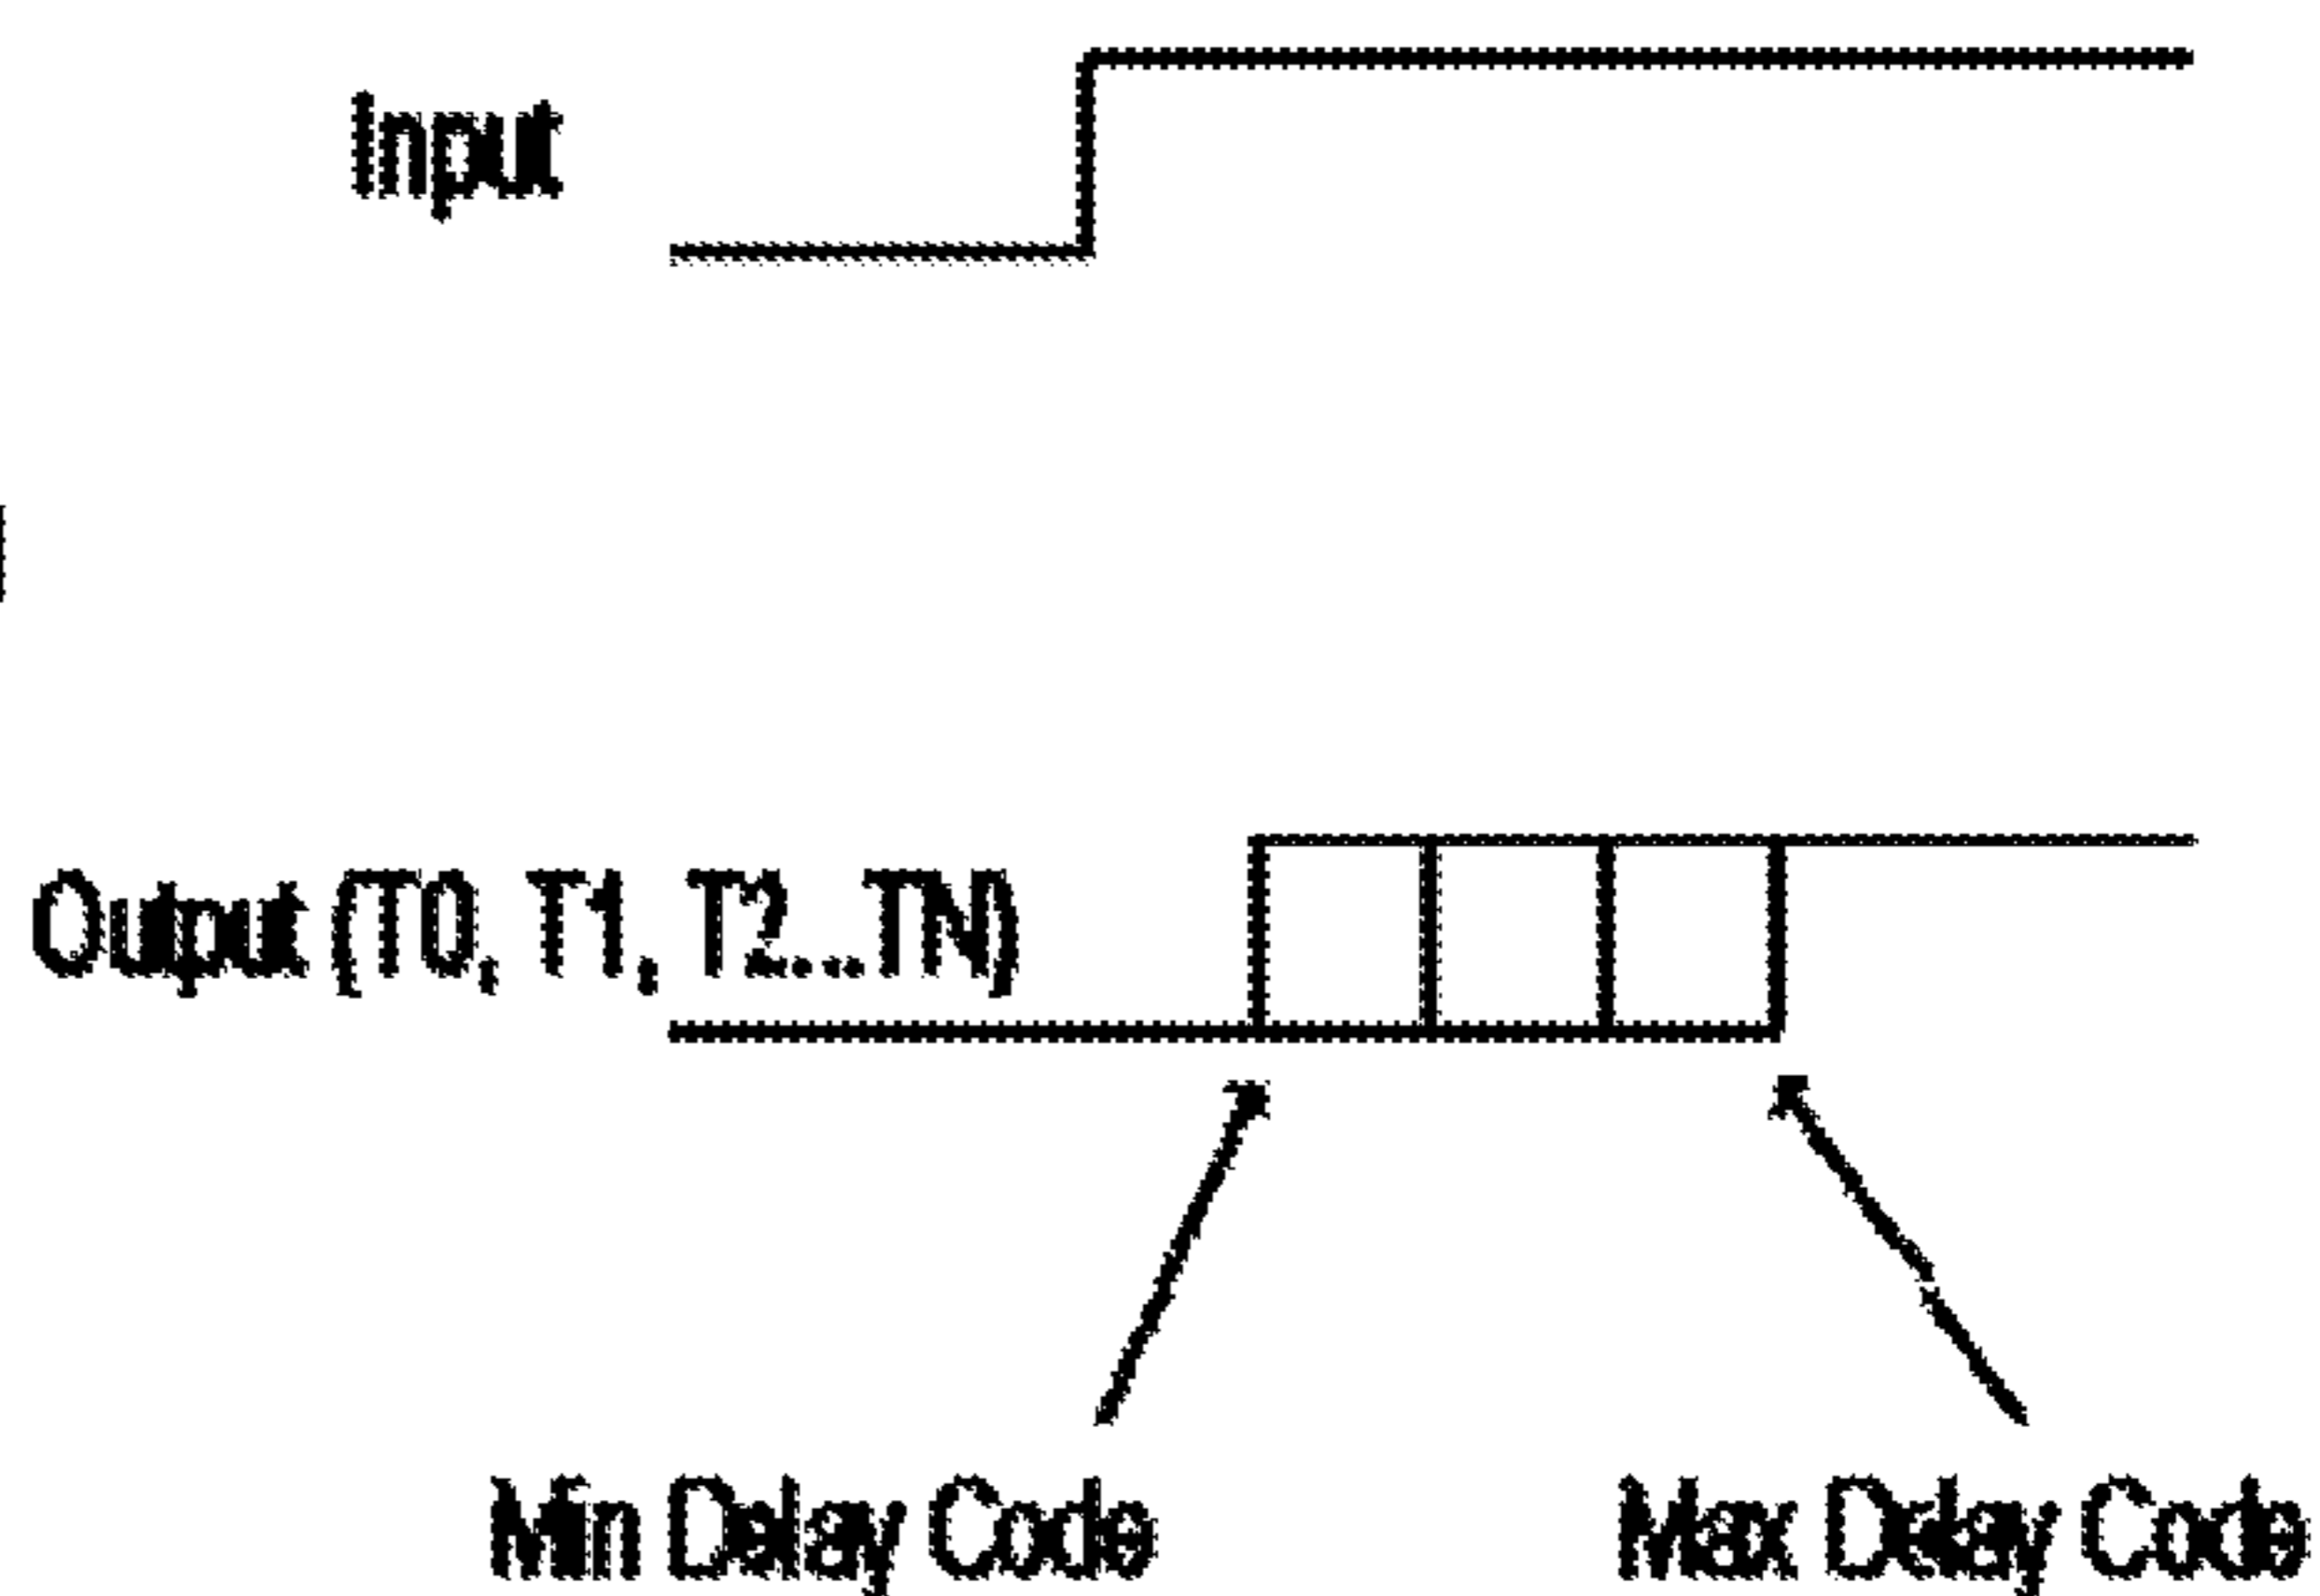 Input
Output (T0, T1, T2...TN)
Min Delay Code
Max Delay Code